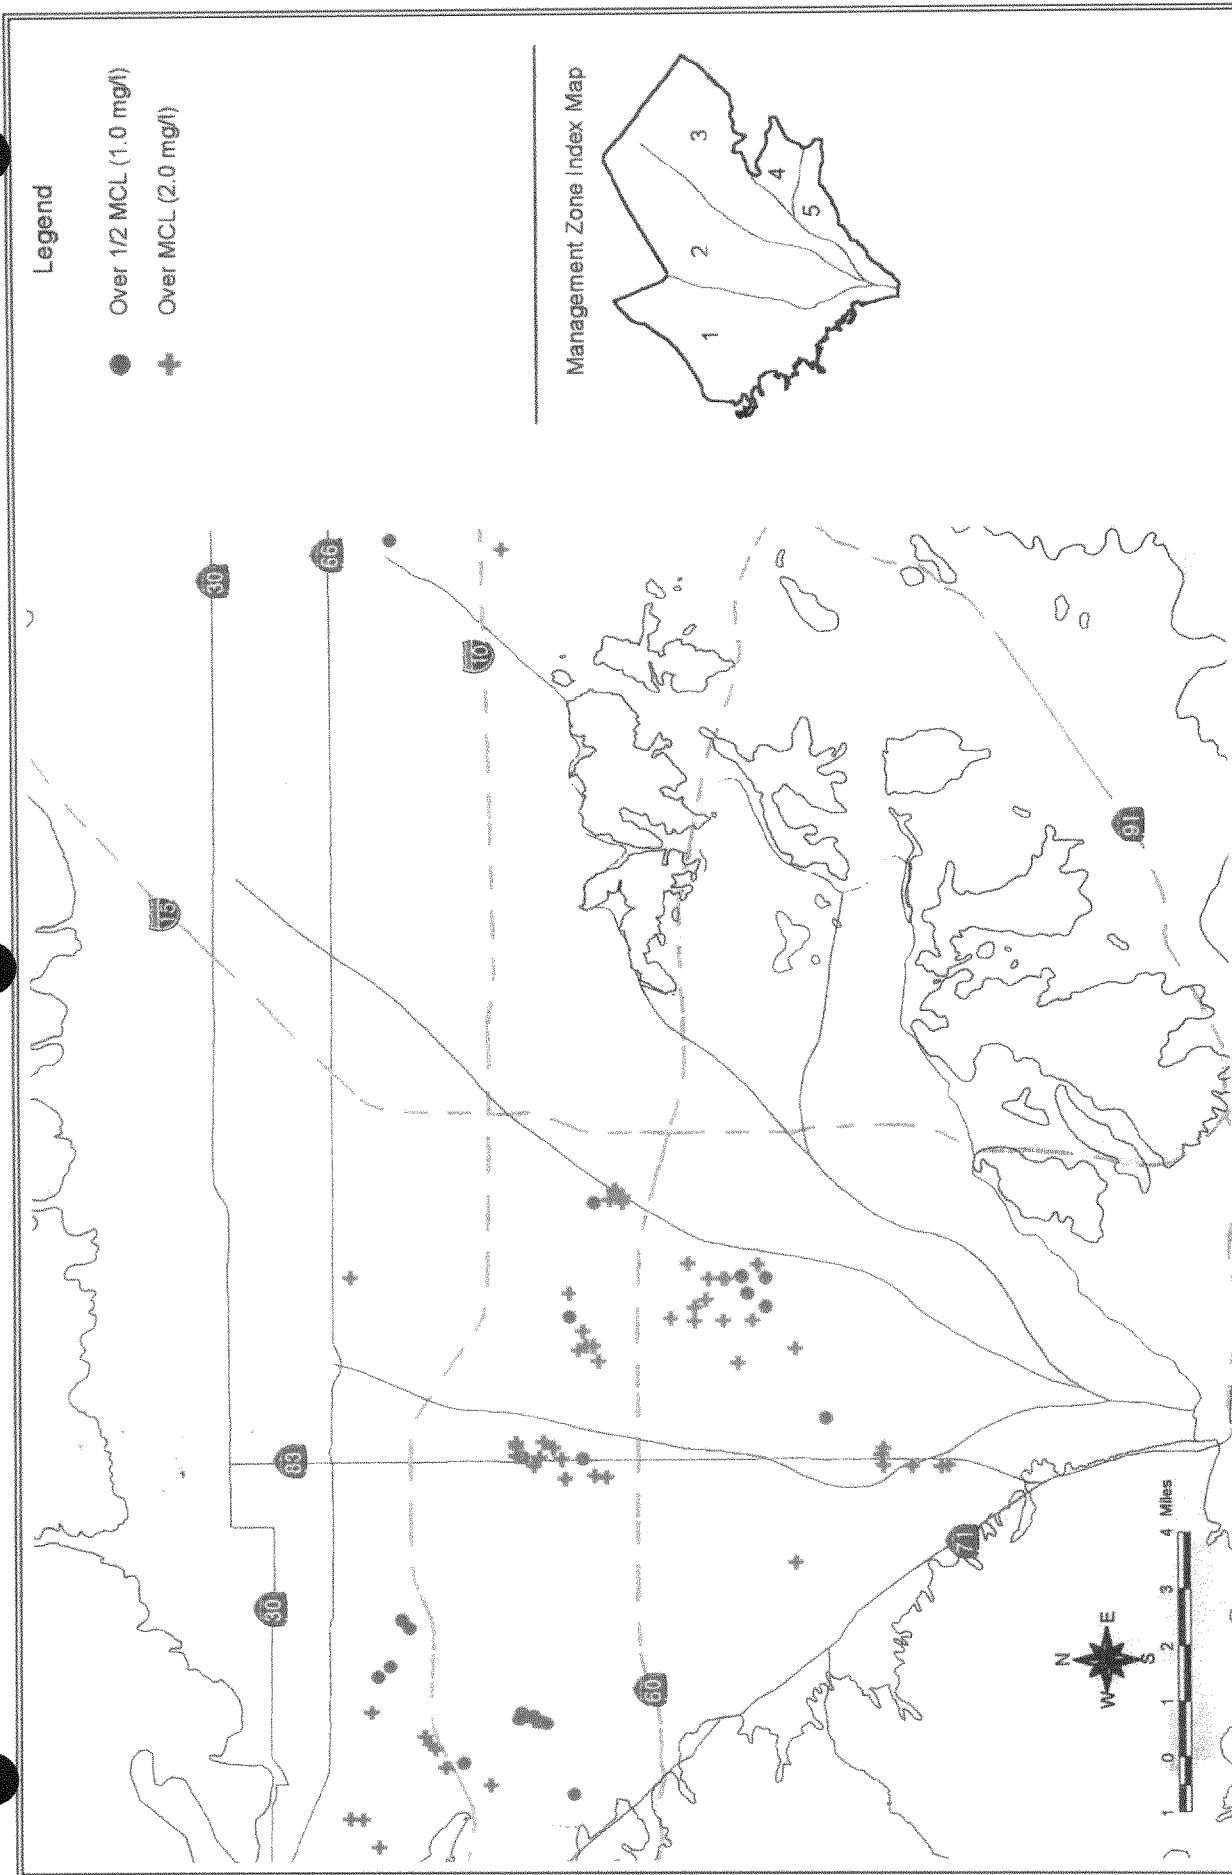 Legend
Over 1/2 MCL (1.0 mg/l)
Over MCL (2.0 mg/l)
Management Zone Index Map
1
2
3
4
5
30
66
15
10
83
30
60
91
71
N
W
E
S
1 0 1 2 3 4 Miles